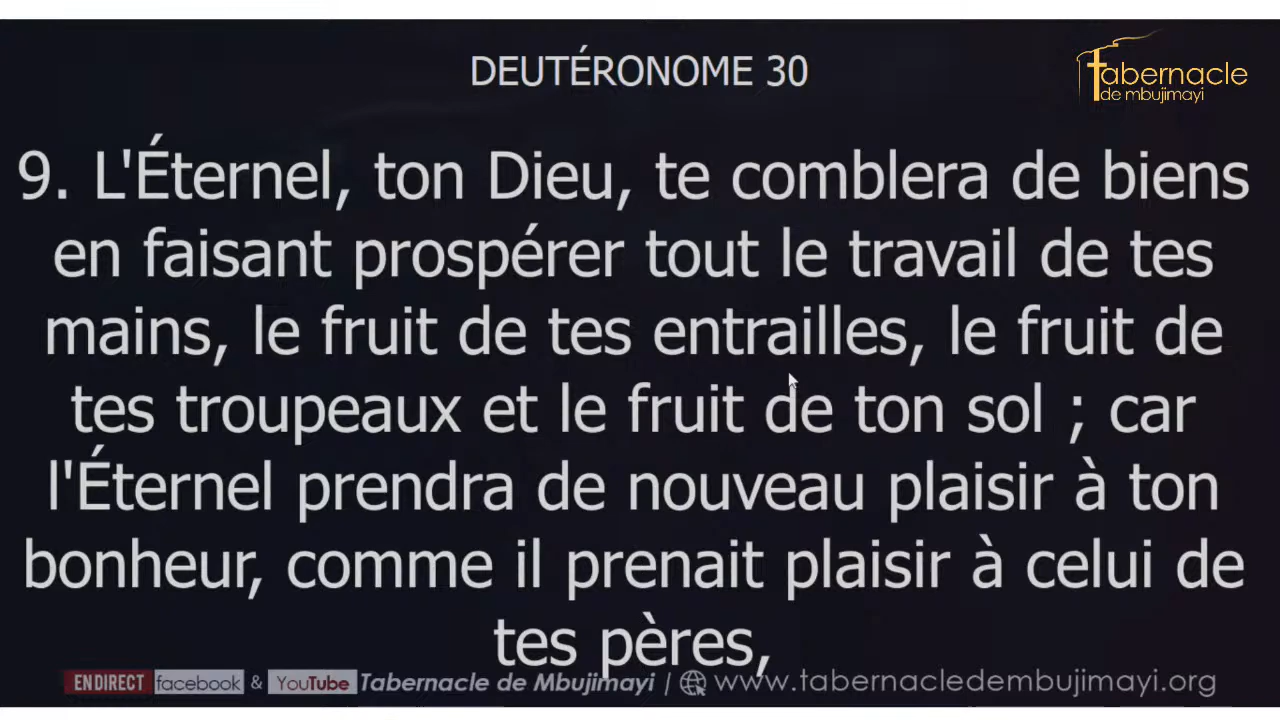 DEUTÉRONOME 30
Tabernacle
de mbujimayi
9. L'Éternel, ton Dieu, te comblera de biens
en faisant prospérer tout le travail de tes
mains, le fruit de tes entrailles, le fruit de
tes troupeaux et le fruit de ton sol ; car
l'Éternel prendra de nouveau plaisir à ton
bonheur, comme il prenait plaisir à celui de
tes pères,
EN DIRECT facebook & YouTube Tabernacle de Mbujimayi | www.tabernacledembujimayi.org